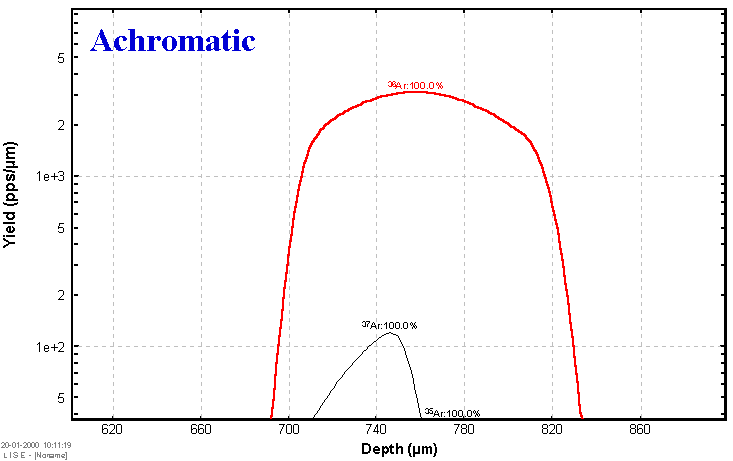 Achromatic
5
³⁶Ar:100.0%
2
Yield (pps/µm)
1e+3
5
2
³⁷Ar:100.0%
1e+2
5
³⁵Ar:100.0%
620 660 700 740 780 820 860
Depth (µm)
20-01-2000 10:11:19
L I S E - [Noname]